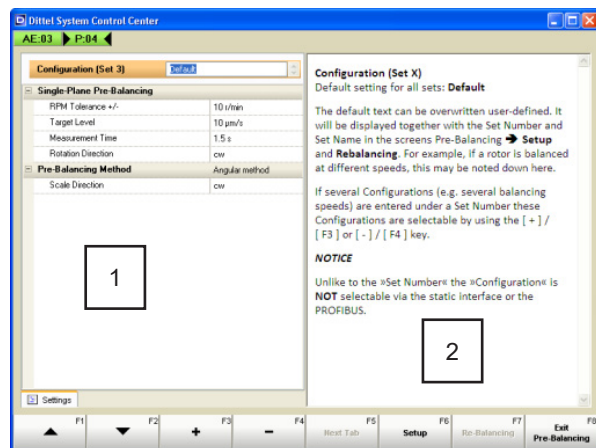 Dittel System Control Center
AE:03 P:04
Configuration (Set 3) Default
Single-Plane Pre-Balancing
RPM Tolerance +/- 10 r/min
Target Level 10 µm/s
Measurement Time 1.5 s
Rotation Direction cw
Pre-Balancing Method Angular method
Scale Direction cw
1
Settings
Configuration (Set X)
Default setting for all sets: Default
The default text can be overwritten user-defined. It
will be displayed together with the Set Number and
Set Name in the screens Pre-Balancing ➔ Setup
and Rebalancing. For example, if a rotor is balanced
at different speeds, this may be noted down here.
If several Configurations (e.g. several balancing
speeds) are entered under a Set Number these
Configurations are selectable by using the [ + ] /
[ F3 ] or [ - ] / [ F4 ] key.
NOTICE
Unlike to the »Set Number« the »Configuration« is
NOT selectable via the static interface or the
PROFIBUS.
2
F1 F2 F3 F4 F5 F6 F7 F8
+ - Next Tab Setup Re-Balancing Exit
Pre-Balancing